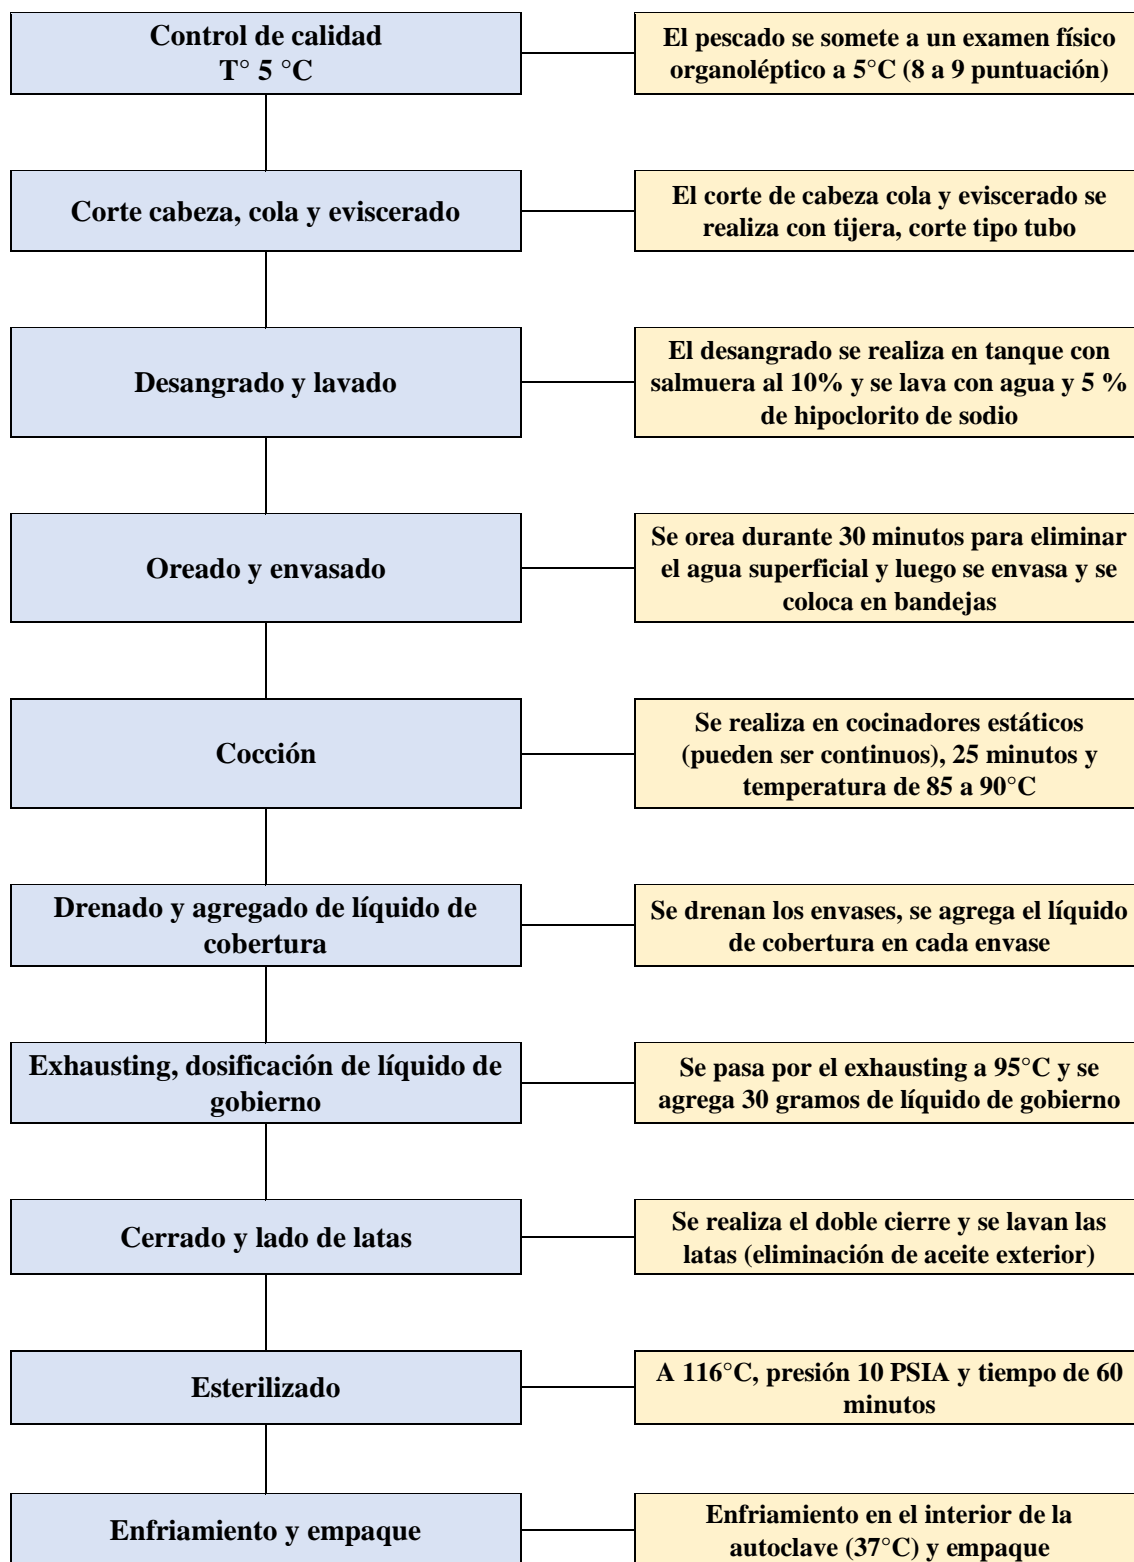 Control de calidad
T° 5 °C
El pescado se somete a un examen físico
organoléptico a 5°C (8 a 9 puntuación)
Corte cabeza, cola y eviscerado
El corte de cabeza cola y eviscerado se
realiza con tijera, corte tipo tubo
Desangrado y lavado
El desangrado se realiza en tanque con
salmuera al 10% y se lava con agua y 5 %
de hipoclorito de sodio
Oreado y envasado
Se orea durante 30 minutos para eliminar
el agua superficial y luego se envasa y se
coloca en bandejas
Cocción
Se realiza en cocinadores estáticos
(pueden ser continuos), 25 minutos y
temperatura de 85 a 90°C
Drenado y agregado de líquido de
cobertura
Se drenan los envases, se agrega el líquido
de cobertura en cada envase
Exhausting, dosificación de líquido de
gobierno
Se pasa por el exhausting a 95°C y se
agrega 30 gramos de líquido de gobierno
Cerrado y lado de latas
Se realiza el doble cierre y se lavan las
latas (eliminación de aceite exterior)
Esterilizado
A 116°C, presión 10 PSIA y tiempo de 60
minutos
Enfriamiento y empaque
Enfriamiento en el interior de la
autoclave (37°C) y empaque